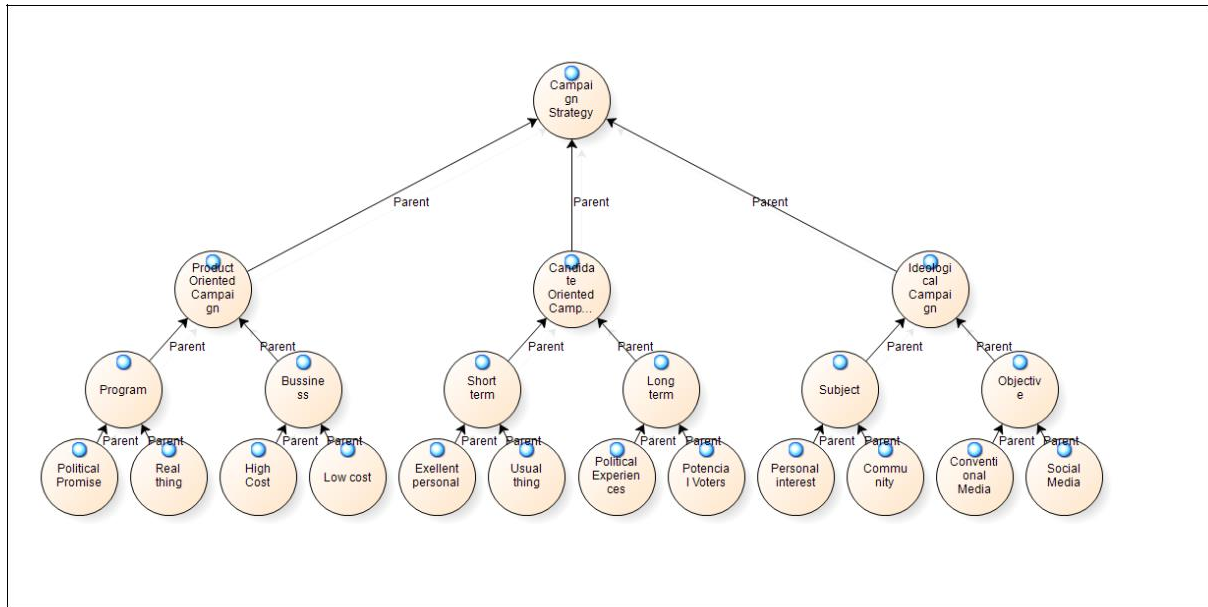 Campai
gn
Strategy
Parent
Parent
Parent
Product
Oriented
Campai
gn
Candida
te
Oriented
Camp...
Ideologi
cal
Campai
gn
Parent
Parent
Parent
Parent
Parent
Parent
Program
Bussine
ss
Short
term
Long
term
Subject
Objectiv
e
Parent
Parent
Parent
Parent
Parent
Parent
Parent
Parent
Parent
Parent
Parent
Parent
Political
Promise
Real
thing
High
Cost
Low cost
Exellent
personal
Usual
thing
Political
Experien
ces
Potencia
l Voters
Personal
interest
Commu
nity
Conventi
onal
Media
Social
Media